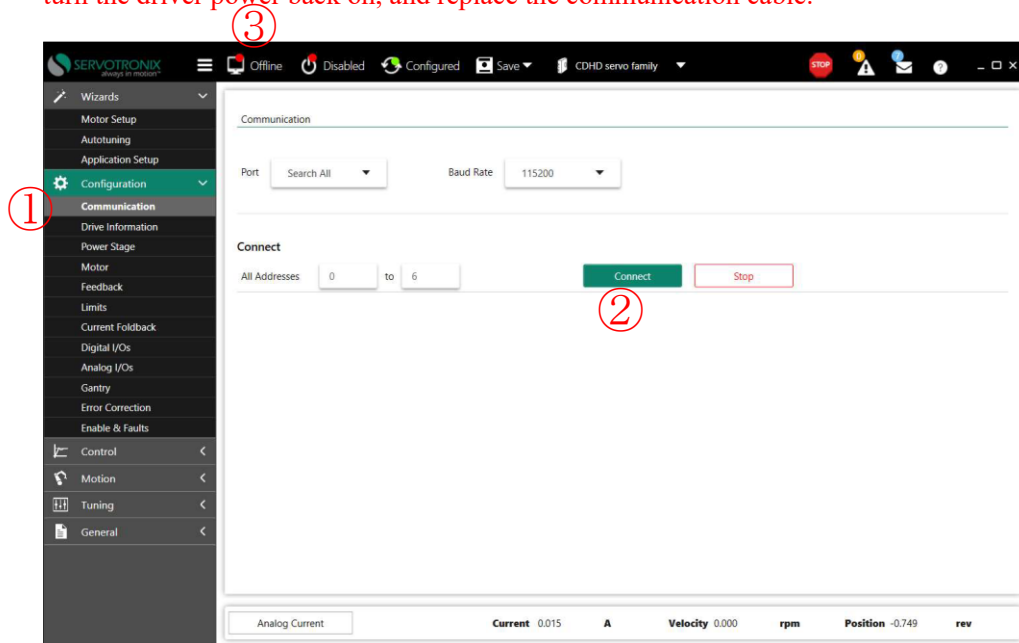 turn the driver power back on, and replace the communication cable.
③
SERVOTRONIX
always in motion™
Offline Disabled Configured Save CDHD servo family STOP 0 7 ?
Wizards
Motor Setup
Autotuning
Application Setup
Configuration
①
Communication
Drive Information
Power Stage
Motor
Feedback
Limits
Current Foldback
Digital I/Os
Analog I/Os
Gantry
Error Correction
Enable & Faults
Control
Motion
Tuning
General
Communication
Port Search All Baud Rate 115200
Connect
All Addresses 0 to 6 Connect Stop
②
Analog Current Current 0.015 A Velocity 0.000 rpm Position -0.749 rev